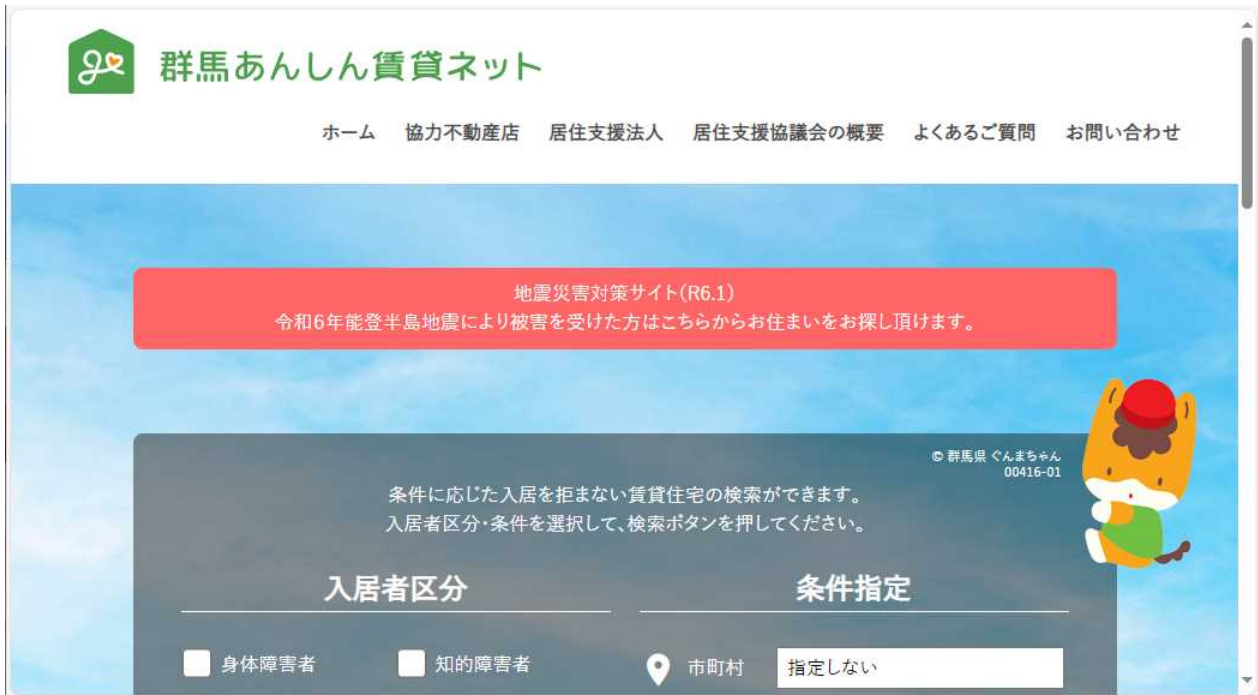 群馬あんしん賃貸ネット
ホーム 協力不動産店 居住支援法人 居住支援協議会の概要 よくあるご質問 お問い合わせ
地震災害対策サイト(R6.1)
令和6年能登半島地震により被害を受けた方はこちらからお住まいをお探し頂けます。
© 群馬県 ぐんまちゃん
00416-01
条件に応じた入居を拒まない賃貸住宅の検索ができます。
入居者区分・条件を選択して、検索ボタンを押してください。
入居者区分 条件指定
身体障害者 知的障害者 市町村 指定しない